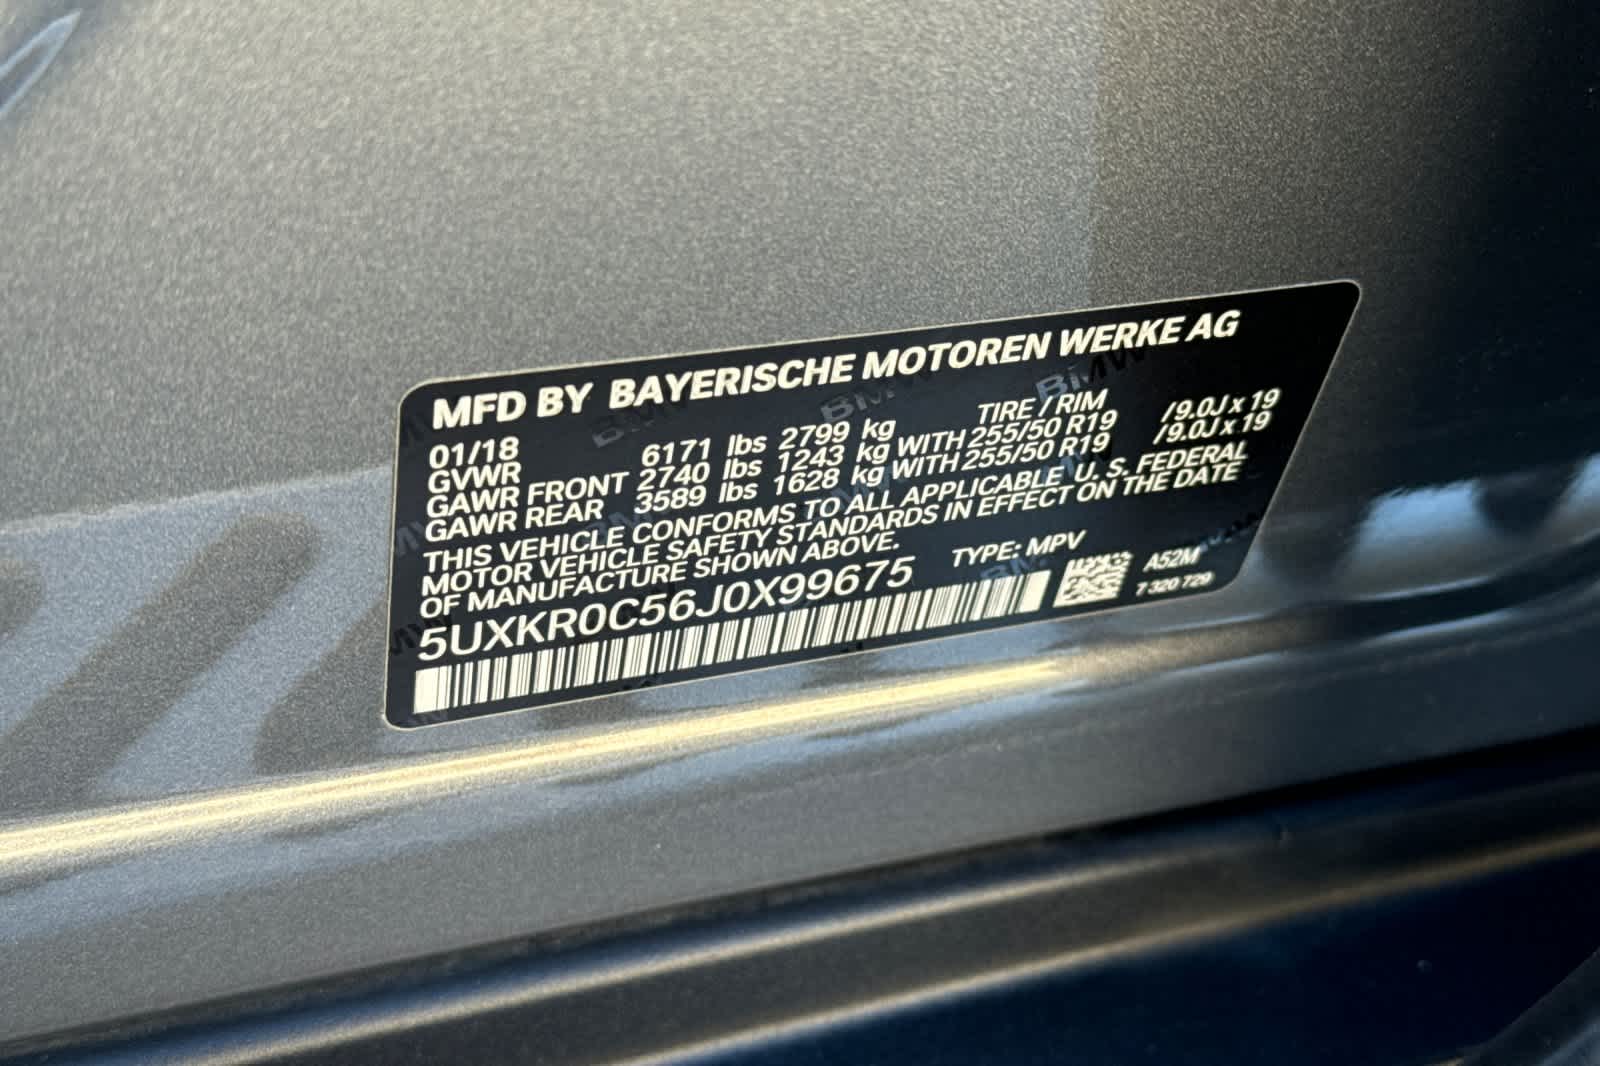 MFD BY BAYERISCHE MOTOREN WERKE AG
01/18 TIRE / RIM
GVWR 6171 lbs 2799 kg
GAWR FRONT 2740 lbs 1243 kg WITH 255/50 R19 /9.0J x 19
GAWR REAR 3589 lbs 1628 kg WITH 255/50 R19 /9.0J x 19
THIS VEHICLE CONFORMS TO ALL APPLICABLE U. S. FEDERAL
MOTOR VEHICLE SAFETY STANDARDS IN EFFECT ON THE DATE
OF MANUFACTURE SHOWN ABOVE.
5UXKR0C56J0X99675 TYPE: MPV
A52M
7 320 729